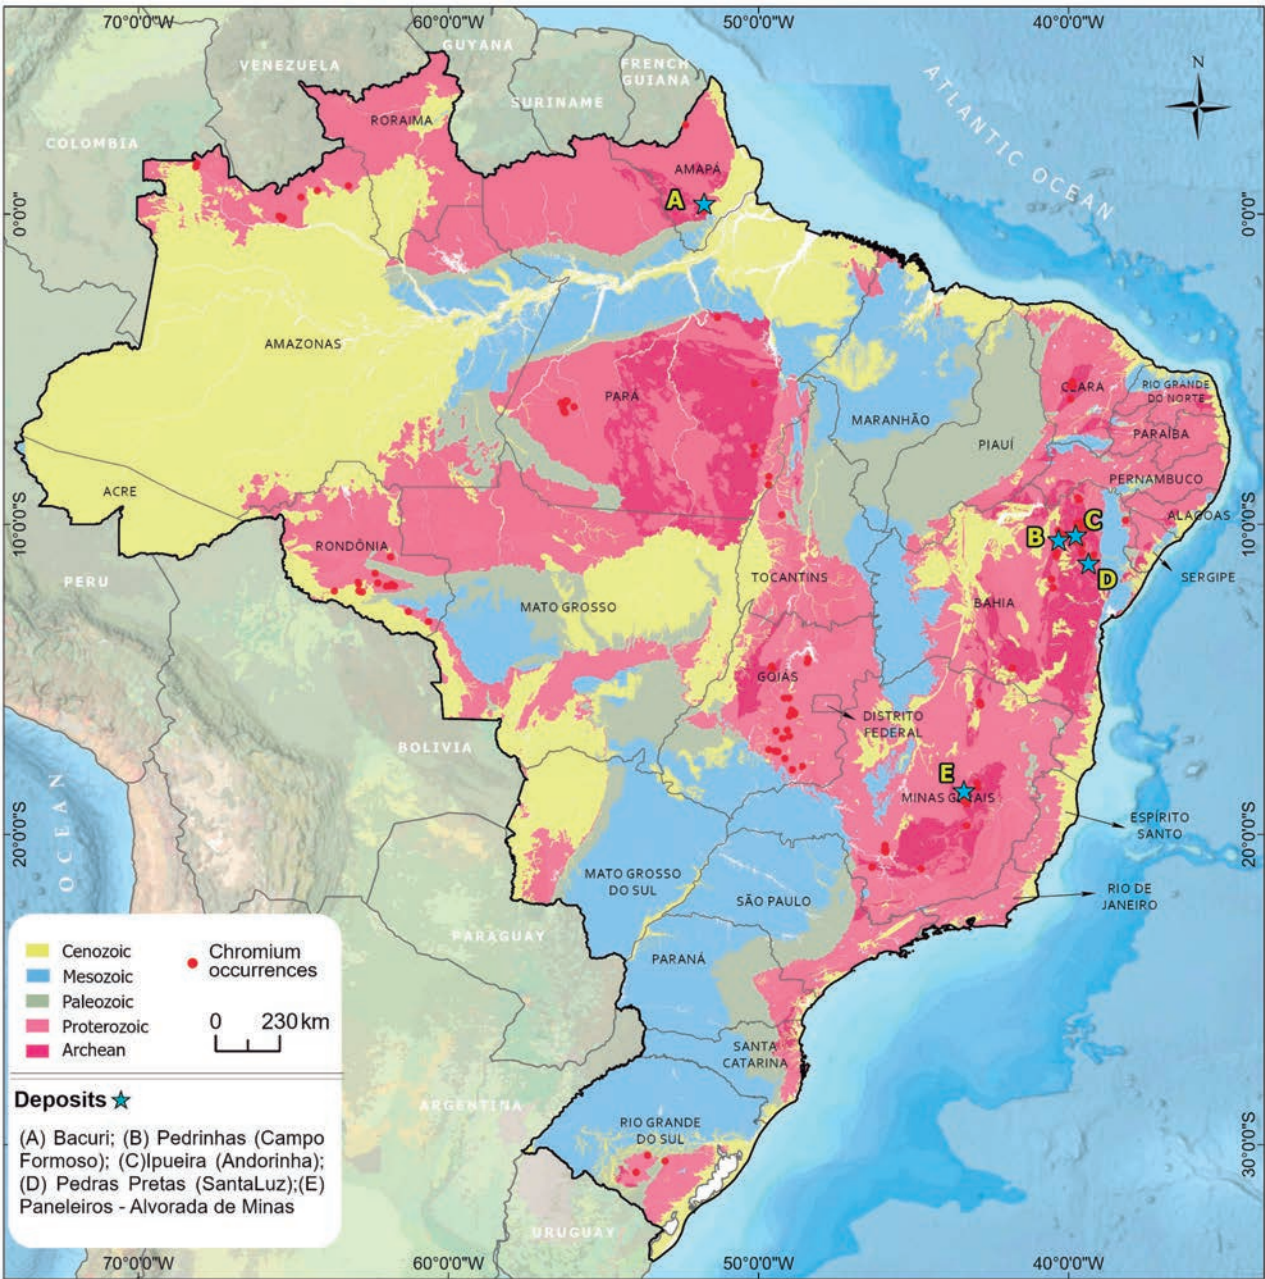 70°0'0"W
60°0'0"W
50°0'0"W
40°0'0"W
GUYANA
VENEZUELA
FRENCH
GUIANA
SURINAME
N
ATLANTIC OCEAN
COLOMBIA
RORAIMA
AMAPÁ
A
0°0'0"
0°0'0"
AMAZONAS
PARÁ
CEARA
RIO GRANDE
DO NORTE
MARANHÃO
PARAÍBA
PIAUÍ
PERNAMBUCO
ACRE
ALAGOAS
C
B
10°0'0"S
10°0'0"S
RONDÔNIA
PERU
TOCANTINS
D
SERGIPE
MATO GROSSO
BAHIA
GOIÁS
DISTRITO
FEDERAL
BOLIVIA
E
MINAS GERAIS
ESPÍRITO
SANTO
OCEAN
20°0'0"S
20°0'0"S
MATO GROSSO
DO SUL
SÃO PAULO
RIO DE
JANEIRO
PARAGUAY
PARANÁ
Cenozoic
Mesozoic
Paleozoic
Proterozoic
Archean
Chromium
occurrences
0 230 km
SANTA
CATARINA
ARGENTINA
RIO GRANDE
DO SUL
30°0'0"S
URUGUAY
Deposits
(A) Bacuri; (B) Pedrinhas (Campo
Formoso); (C)Ipueira (Andorinha);
(D) Pedras Pretas (SantaLuz);(E)
Paneleiros - Alvorada de Minas
70°0'0"W
60°0'0"W
50°0'0"W
40°0'0"W